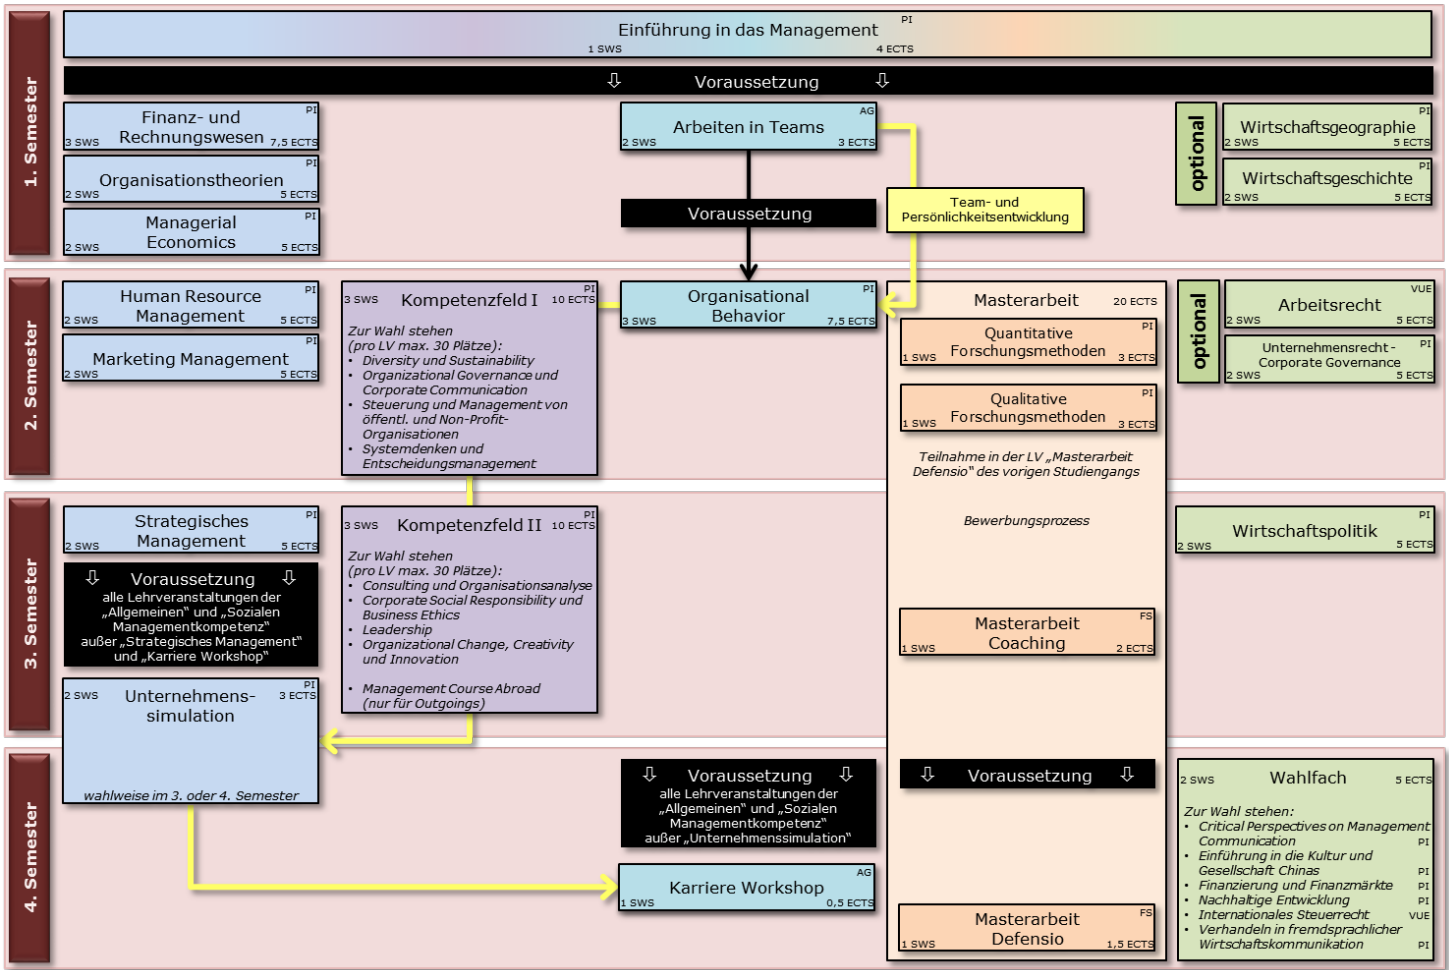 1. Semester
Einführung in das Management
PI
1 SWS
4 ECTS
⇩ Voraussetzung ⇩
Finanz- und
Rechnungswesen
PI
3 SWS
7,5 ECTS
Organisationstheorien
PI
2 SWS
5 ECTS
Managerial
Economics
PI
2 SWS
5 ECTS
Arbeiten in Teams
AG
2 SWS
3 ECTS
Voraussetzung
Team- und
Persönlichkeitsentwicklung
optional
Wirtschaftsgeographie
PI
2 SWS
5 ECTS
Wirtschaftsgeschichte
PI
2 SWS
5 ECTS
2. Semester
Human Resource
Management
PI
2 SWS
5 ECTS
Marketing Management
PI
2 SWS
5 ECTS
3 SWS
Kompetenzfeld I
PI
10 ECTS
Zur Wahl stehen
(pro LV max. 30 Plätze):
• Diversity und Sustainability
• Organizational Governance und
Corporate Communication
• Steuerung und Management von
öffentl. und Non-Profit-
Organisationen
• Systemdenken und
Entscheidungsmanagement
Organisational
Behavior
PI
3 SWS
7,5 ECTS
Masterarbeit
20 ECTS
Quantitative
Forschungsmethoden
PI
1 SWS
3 ECTS
Qualitative
Forschungsmethoden
PI
1 SWS
3 ECTS
Teilnahme in der LV „Masterarbeit
Defensio“ des vorigen Studiengangs
optional
Arbeitsrecht
VUE
2 SWS
5 ECTS
Unternehmensrecht -
Corporate Governance
PI
2 SWS
5 ECTS
3. Semester
Strategisches
Management
PI
2 SWS
5 ECTS
⇩ Voraussetzung ⇩
alle Lehrveranstaltungen der
„Allgemeinen“ und „Sozialen
Managementkompetenz“
außer „Strategisches Management“
und „Karriere Workshop“
2 SWS
Unternehmens-
simulation
PI
3 ECTS
wahlweise im 3. oder 4. Semester
3 SWS
Kompetenzfeld II
PI
10 ECTS
Zur Wahl stehen
(pro LV max. 30 Plätze):
• Consulting und Organisationsanalyse
• Corporate Social Responsibility und
Business Ethics
• Leadership
• Organizational Change, Creativity
und Innovation
• Management Course Abroad
(nur für Outgoings)
Bewerbungsprozess
Masterarbeit
Coaching
FS
1 SWS
2 ECTS
Wirtschaftspolitik
PI
2 SWS
5 ECTS
4. Semester
⇩ Voraussetzung ⇩
alle Lehrveranstaltungen der
„Allgemeinen“ und „Sozialen
Managementkompetenz“
außer „Unternehmenssimulation“
Karriere Workshop
AG
1 SWS
0,5 ECTS
⇩ Voraussetzung ⇩
Masterarbeit
Defensio
FS
1 SWS
1,5 ECTS
2 SWS
Wahlfach
5 ECTS
Zur Wahl stehen:
• Critical Perspectives on Management
Communication PI
• Einführung in die Kultur und
Gesellschaft Chinas PI
• Finanzierung und Finanzmärkte PI
• Nachhaltige Entwicklung PI
• Internationales Steuerrecht VUE
• Verhandeln in fremdsprachlicher
Wirtschaftskommunikation PI